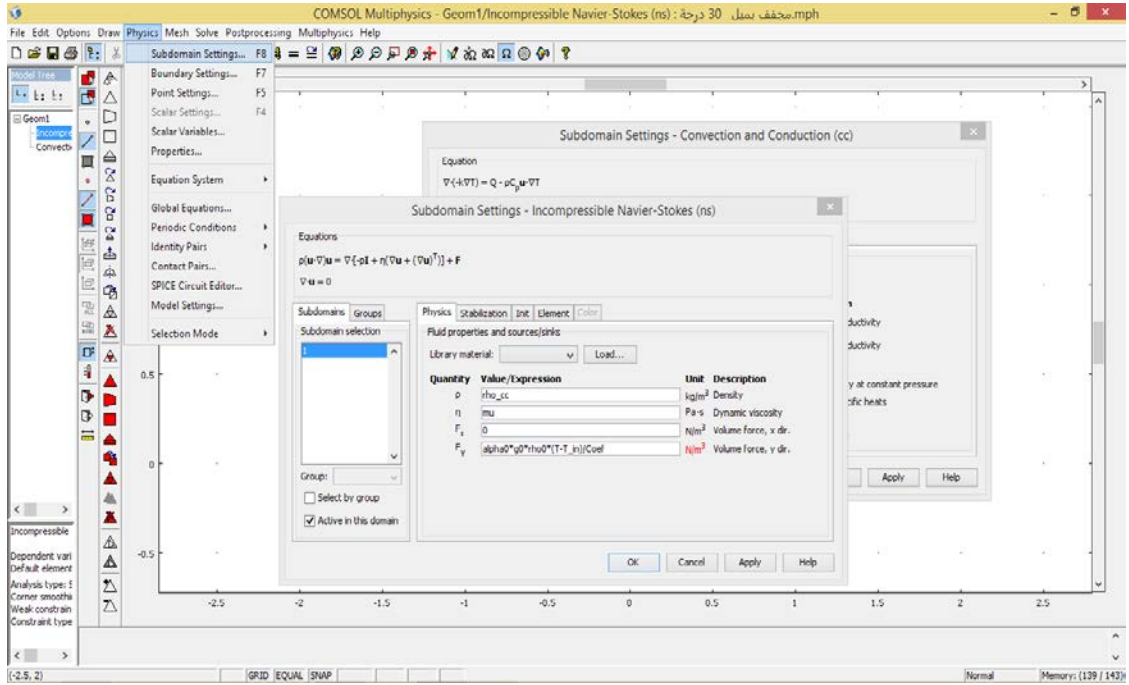 COMSOL Multiphysics - Geom1/Incompressible Navier-Stokes (ns) : مجفف بميل 30 درجة.mph
File Edit Options Draw Physics Mesh Solve Postprocessing Multiphysics Help
Model Tree
Geom1
Incompre
Convecti
Subdomain Settings... F8
Boundary Settings... F7
Point Settings... F5
Scalar Settings... F4
Scalar Variables...
Properties...
Equation System
Global Equations...
Periodic Conditions
Identity Pairs
Contact Pairs...
SPICE Circuit Editor...
Model Settings...
Selection Mode
Subdomain Settings - Convection and Conduction (cc)
Equation
∇·(-k∇T) = Q - ρCpu·∇T
ductivity
ductivity
y at constant pressure
cific heats
Apply Help
Subdomain Settings - Incompressible Navier-Stokes (ns)
Equations
ρ(u·∇)u = ∇·[-pI + η(∇u + (∇u)ᵀ)] + F
∇·u = 0
Subdomains Groups
Subdomain selection
1
Group:
Select by group
Active in this domain
Physics Stabilization Init Element Color
Fluid properties and sources/sinks
Library material: Load...
Quantity Value/Expression Unit Description
ρ rho_cc kg/m³ Density
η mu Pa·s Dynamic viscosity
Fx 0 N/m³ Volume force, x dir.
Fy alpha0*g0*rho0*(T-T_in)/Coef N/m³ Volume force, y dir.
OK Cancel Apply Help
0.5
0
-0.5
-2.5 -2 -1.5 -1 -0.5 0 0.5 1 1.5 2 2.5
Incompressible
Dependent vari
Default element
Analysis type: S
Corner smoothi
Weak constrain
Constraint type
(-2.5, 2) GRID EQUAL SNAP Normal Memory: (139 / 143)